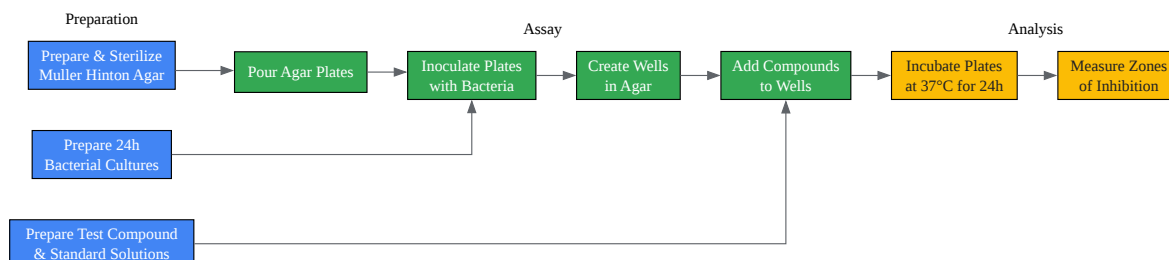 Preparation
Assay
Analysis
Prepare & Sterilize
Muller Hinton Agar
Pour Agar Plates
Inoculate Plates
with Bacteria
Create Wells
in Agar
Add Compounds
to Wells
Incubate Plates
at 37°C for 24h
Measure Zones
of Inhibition
Prepare 24h
Bacterial Cultures
Prepare Test Compound
& Standard Solutions